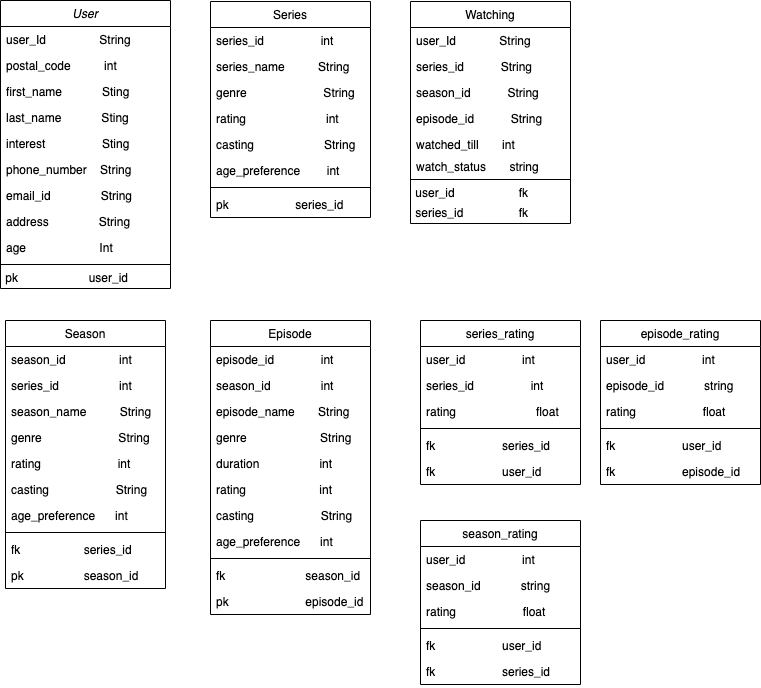 User
user_Id String
postal_code int
first_name Sting
last_name Sting
interest Sting
phone_number String
email_id String
address String
age Int
pk user_id
Series
series_id int
series_name String
genre String
rating int
casting String
age_preference int
pk series_id
Watching
user_Id String
series_id String
season_id String
episode_id String
watched_till int
watch_status string
user_id fk
series_id fk
Season
season_id int
series_id int
season_name String
genre String
rating int
casting String
age_preference int
fk series_id
pk season_id
Episode
episode_id int
season_id int
episode_name String
genre String
duration int
rating int
casting String
age_preference int
fk season_id
pk episode_id
series_rating
user_id int
series_id int
rating float
fk series_id
fk user_id
episode_rating
user_id int
episode_id string
rating float
fk user_id
fk episode_id
season_rating
user_id int
season_id string
rating float
fk user_id
fk series_id